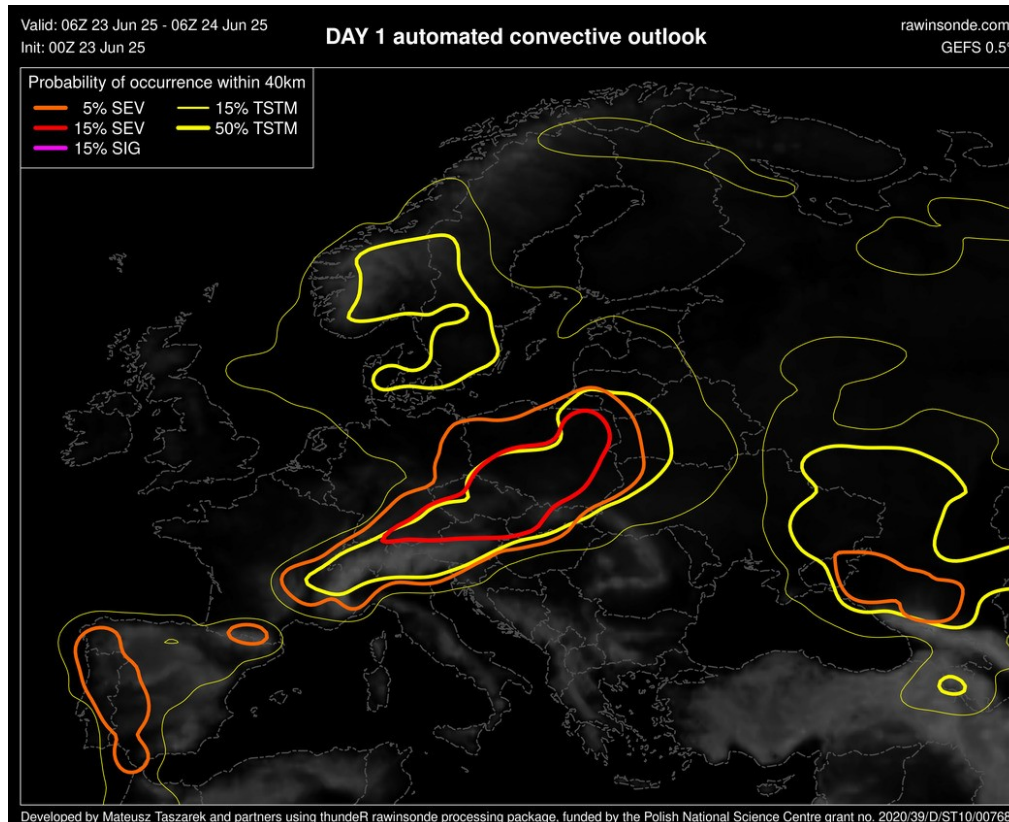 Valid: 06Z 23 Jun 25 - 06Z 24 Jun 25
Init: 00Z 23 Jun 25
DAY 1 automated convective outlook
rawinsonde.com
GEFS 0.5°
Probability of occurrence within 40km
5% SEV
15% TSTM
15% SEV
50% TSTM
15% SIG
Developed by Mateusz Taszarek and partners using thundeR rawinsonde processing package, funded by the Polish National Science Centre grant no. 2020/39/D/ST10/00768